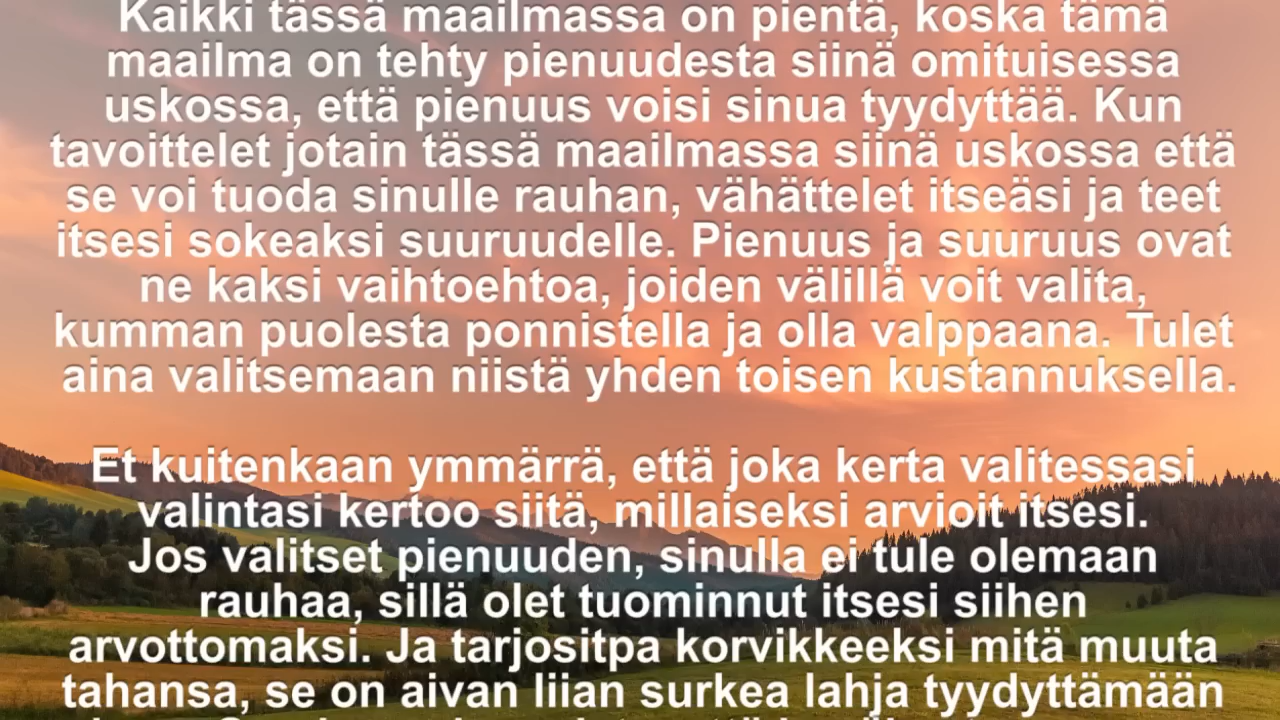 Kaikki tässä maailmassa on pientä, koska tämä
maailma on tehty pienuudesta siinä omituisessa
uskossa, että pienuus voisi sinua tyydyttää. Kun
tavoittelet jotain tässä maailmassa siinä uskossa että
se voi tuoda sinulle rauhan, vähättelet itseäsi ja teet
itsesi sokeaksi suuruudelle. Pienuus ja suuruus ovat
ne kaksi vaihtoehtoa, joiden välillä voit valita,
kumman puolesta ponnistella ja olla valppaana. Tulet
aina valitsemaan niistä yhden toisen kustannuksella.
Et kuitenkaan ymmärrä, että joka kerta valitessasi
valintasi kertoo siitä, millaiseksi arvioit itsesi.
Jos valitset pienuuden, sinulla ei tule olemaan
rauhaa, sillä olet tuominnut itsesi siihen
arvottomaksi. Ja tarjositpa korvikkeeksi mitä muuta
tahansa, se on aivan liian surkea lahja tyydyttämään